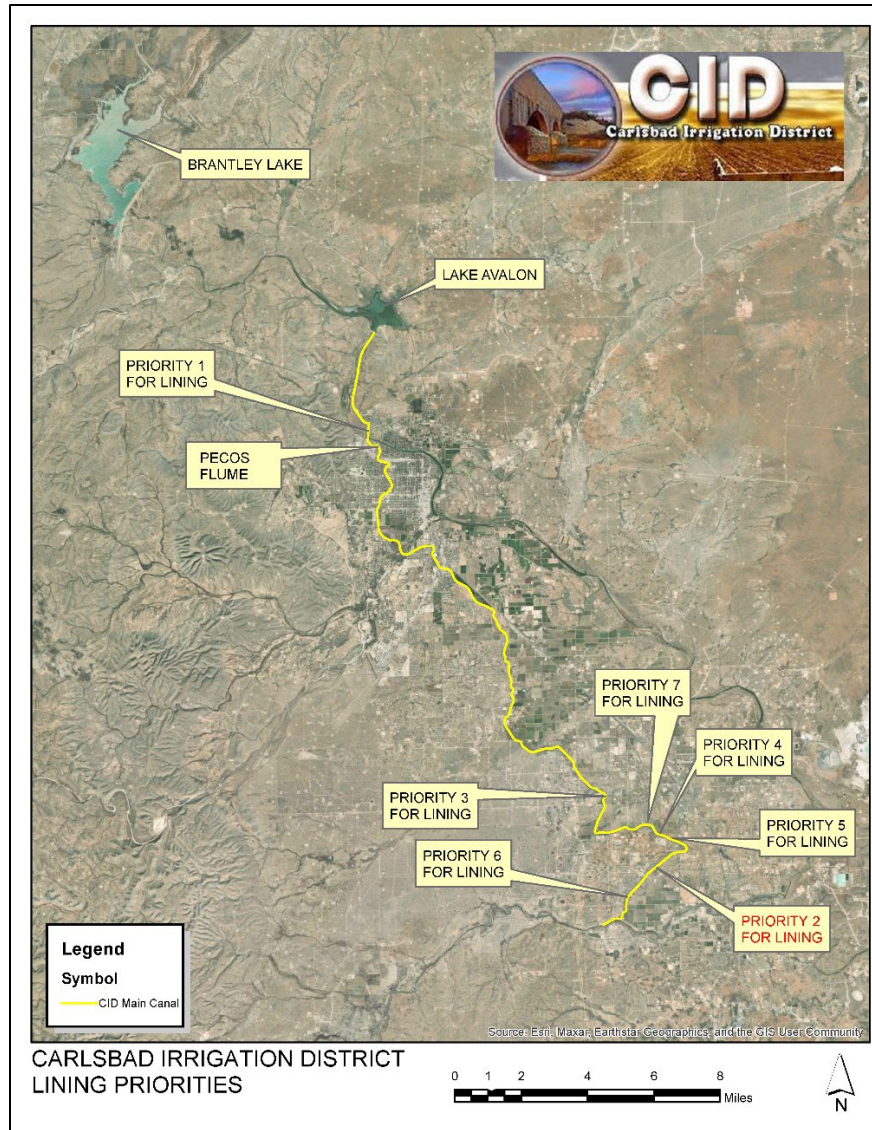 CID
Carlsbad Irrigation District
BRANTLEY LAKE
LAKE AVALON
PRIORITY 1
FOR LINING
PECOS
FLUME
PRIORITY 7
FOR LINING
PRIORITY 4
FOR LINING
PRIORITY 3
FOR LINING
PRIORITY 5
FOR LINING
PRIORITY 6
FOR LINING
PRIORITY 2
FOR LINING
Legend
Symbol
CID Main Canal
Source: Esri, Maxar, Earthstar Geographics, and the GIS User Community
CARLSBAD IRRIGATION DISTRICT
LINING PRIORITIES
0 1 2 4 6 8
Miles
N